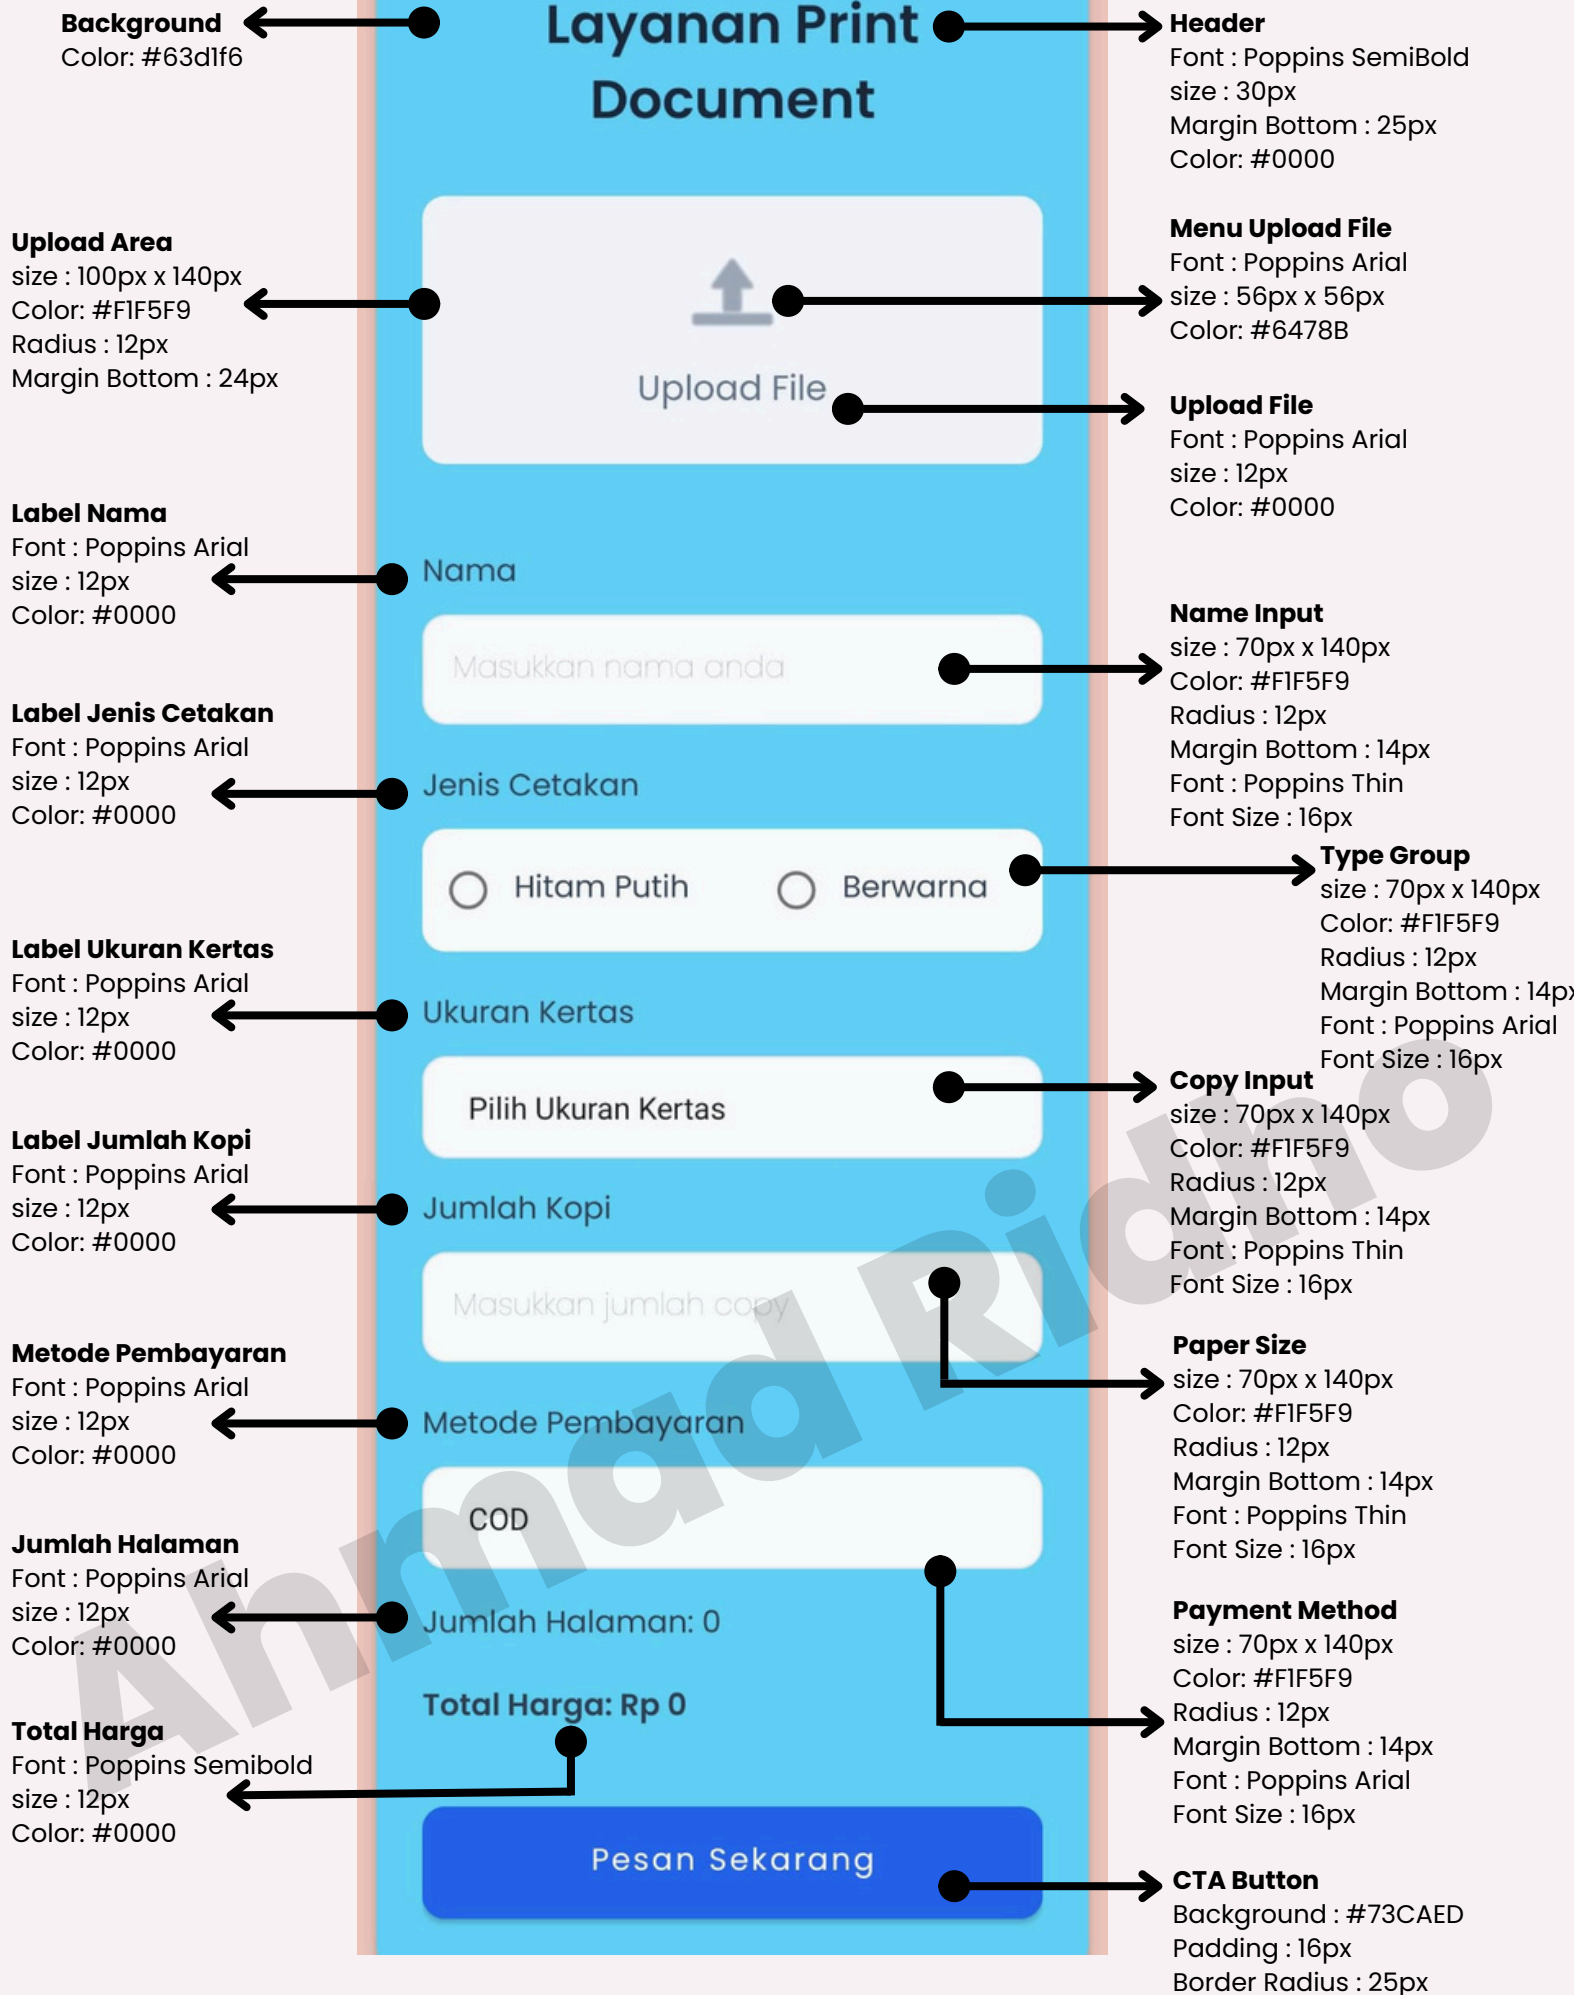 Background
Color: #63d1f6
Layanan Print
Document
Header
Font : Poppins SemiBold
size : 30px
Margin Bottom : 25px
Color: #0000
Upload Area
size : 100px x 140px
Color: #F1F5F9
Radius : 12px
Margin Bottom : 24px
Upload File
Menu Upload File
Font : Poppins Arial
size : 56px x 56px
Color: #6478B
Upload File
Font : Poppins Arial
size : 12px
Color: #0000
Label Nama
Font : Poppins Arial
size : 12px
Color: #0000
Nama
Masukkan nama anda
Name Input
size : 70px x 140px
Color: #F1F5F9
Radius : 12px
Margin Bottom : 14px
Font : Poppins Thin
Font Size : 16px
Label Jenis Cetakan
Font : Poppins Arial
size : 12px
Color: #0000
Jenis Cetakan
Hitam Putih
Berwarna
Type Group
size : 70px x 140px
Color: #F1F5F9
Radius : 12px
Margin Bottom : 14px
Font : Poppins Arial
Font Size : 16px
Label Ukuran Kertas
Font : Poppins Arial
size : 12px
Color: #0000
Ukuran Kertas
Pilih Ukuran Kertas
Copy Input
size : 70px x 140px
Color: #F1F5F9
Radius : 12px
Margin Bottom : 14px
Font : Poppins Thin
Font Size : 16px
Label Jumlah Kopi
Font : Poppins Arial
size : 12px
Color: #0000
Jumlah Kopi
Masukkan jumlah copy
Paper Size
size : 70px x 140px
Color: #F1F5F9
Radius : 12px
Margin Bottom : 14px
Font : Poppins Thin
Font Size : 16px
Metode Pembayaran
Font : Poppins Arial
size : 12px
Color: #0000
Metode Pembayaran
COD
Payment Method
size : 70px x 140px
Color: #F1F5F9
Radius : 12px
Margin Bottom : 14px
Font : Poppins Arial
Font Size : 16px
Jumlah Halaman
Font : Poppins Arial
size : 12px
Color: #0000
Jumlah Halaman: 0
Total Harga: Rp 0
Total Harga
Font : Poppins Semibold
size : 12px
Color: #0000
Pesan Sekarang
CTA Button
Background : #73CAED
Padding : 16px
Border Radius : 25px
Ahmad Ridho